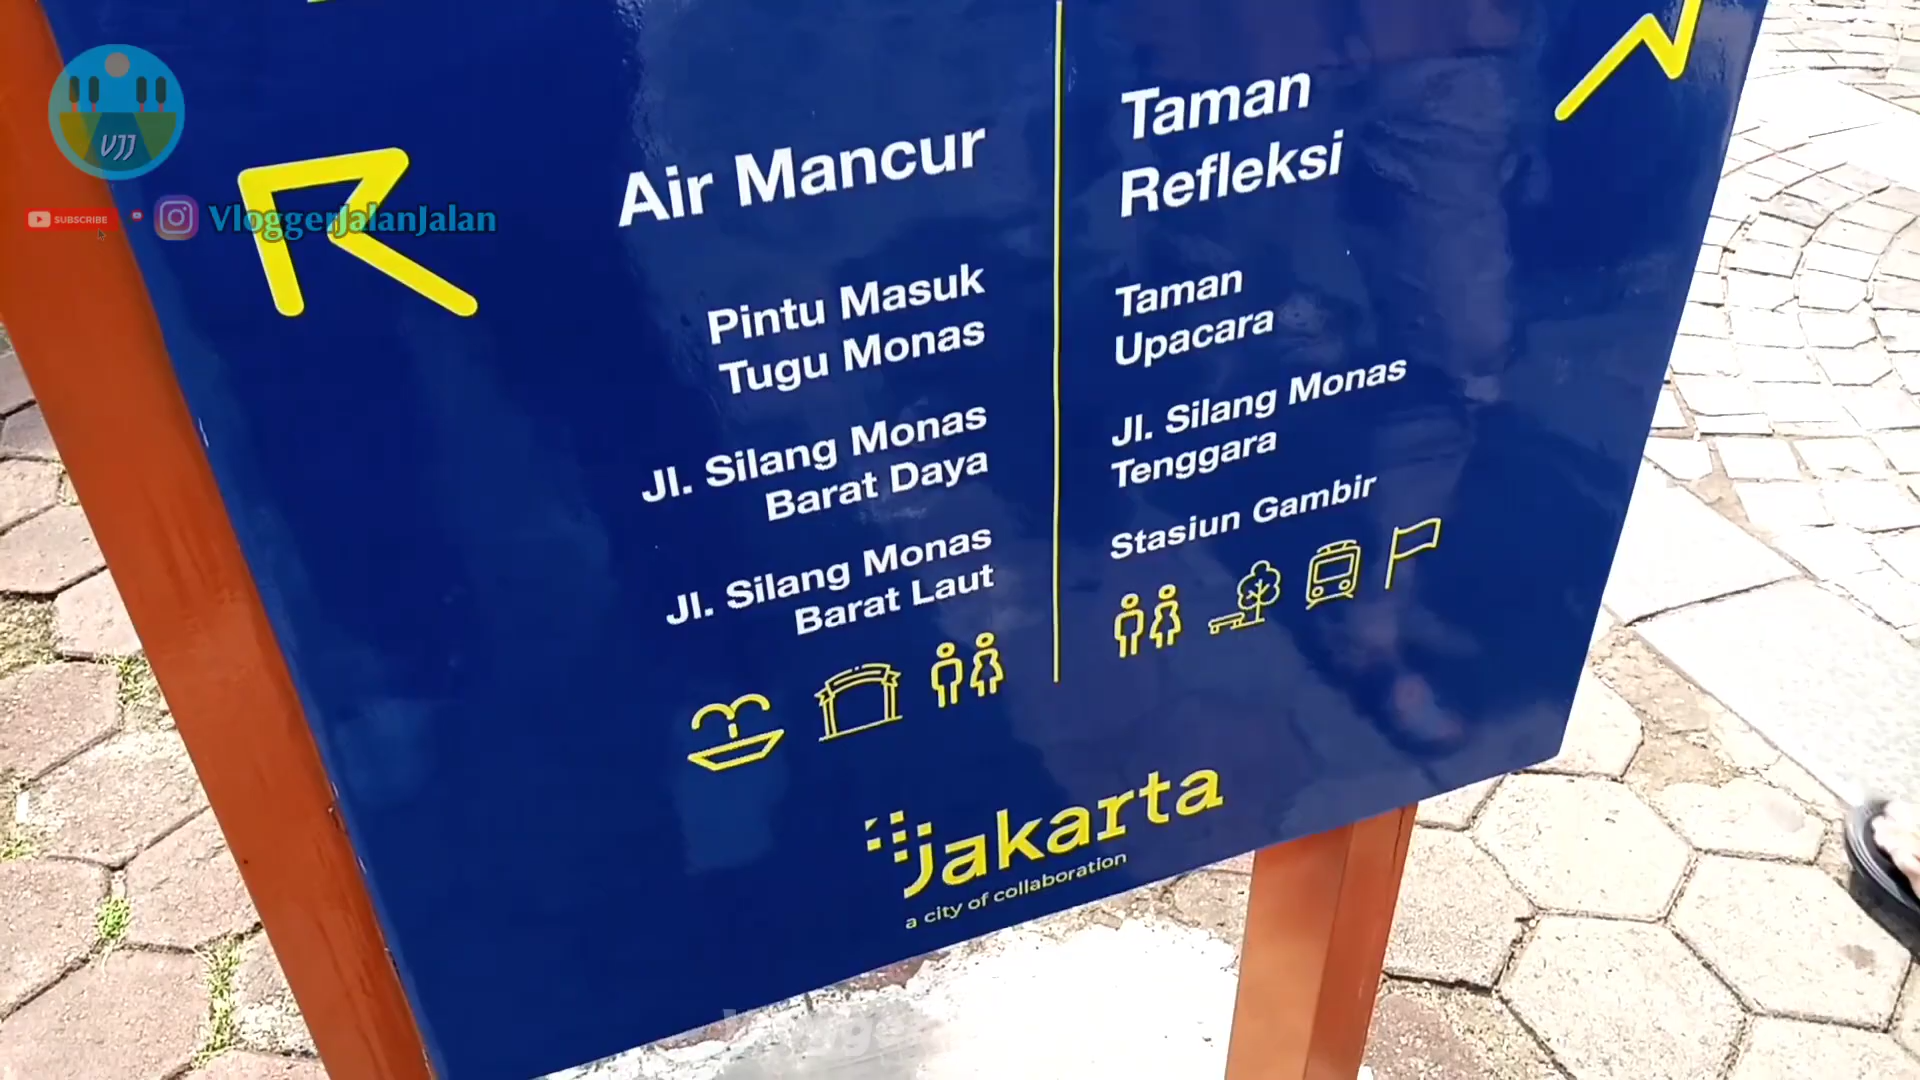 VJJ
SUBSCRIBE
VloggerJalanJalan
Air Mancur
Pintu Masuk
Tugu Monas
Jl. Silang Monas
Barat Daya
Jl. Silang Monas
Barat Laut
Taman
Refleksi
Taman
Upacara
Jl. Silang Monas
Tenggara
Stasiun Gambir
jakarta
a city of collaboration